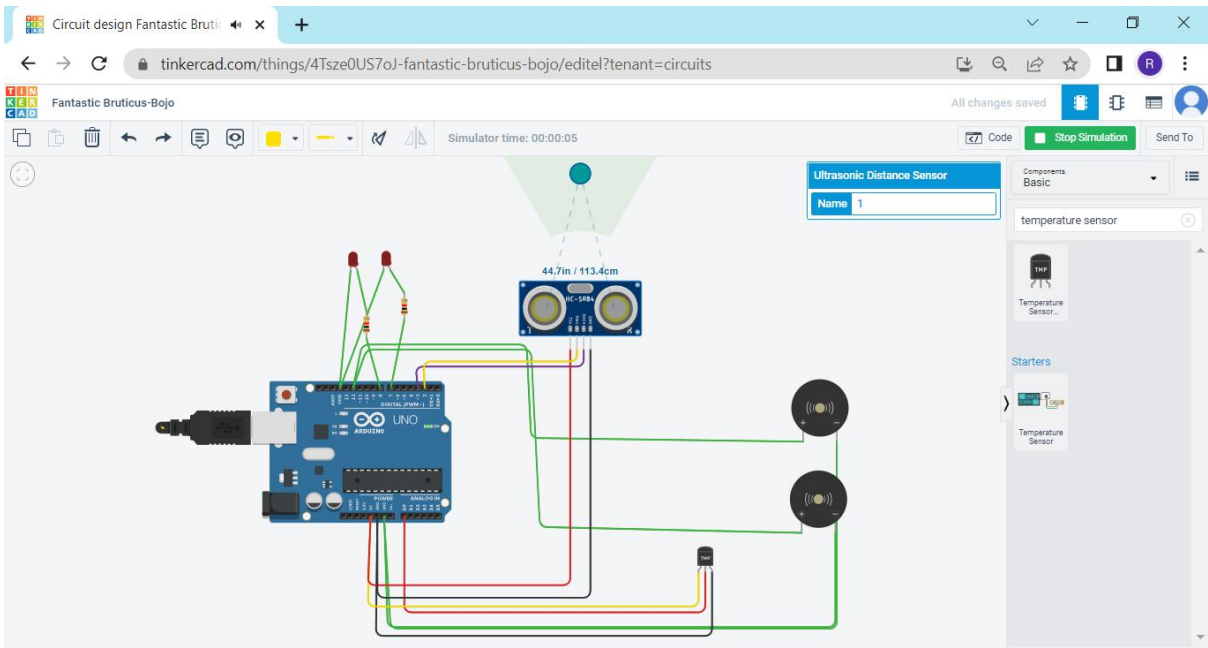 Circuit design Fantastic Bruti
tinkercad.com/things/4Tsze0US7oJ-fantastic-bruticus-bojo/editel?tenant=circuits
R
TIN
KER
CAD
Fantastic Bruticus-Bojo
All changes saved
Simulator time: 00:00:05
Code
Stop Simulation
Send To
Ultrasonic Distance Sensor
Name 1
Components
Basic
temperature sensor
TMP
Temperature
Sensor...
Starters
Temperature
Sensor
44.7in / 113.4cm
HC-SR04
DIGITAL (PWM ~)
UNO
ARDUINO
POWER
ANALOG IN
TMP